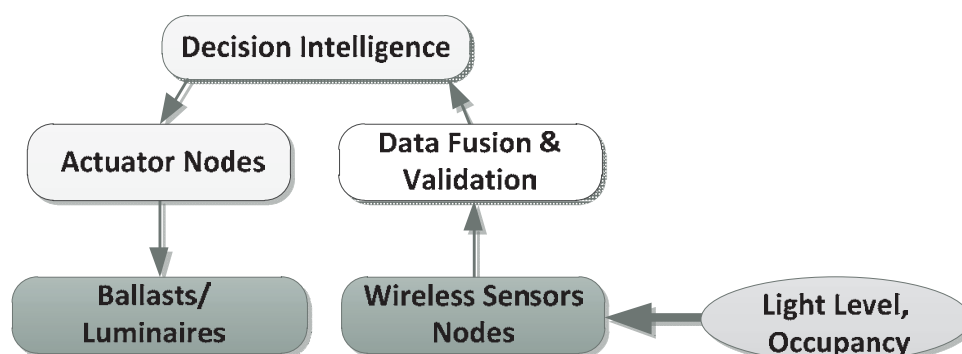 Decision Intelligence
Actuator Nodes
Data Fusion &
Validation
Ballasts/
Luminaires
Wireless Sensors
Nodes
Light Level,
Occupancy